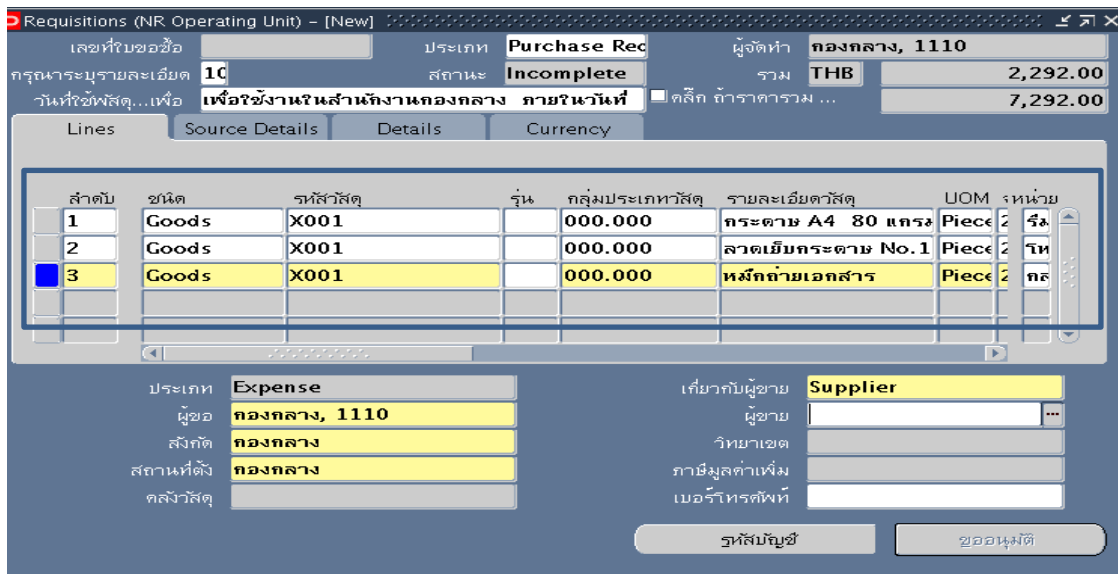 Requisitions (NR Operating Unit) – [New]
เลขที่ใบขอซื้อ ประเภท Purchase Rec ผู้จัดทำ กองกลาง, 1110
กรุณาระบุรายละเอียด 10 สถานะ Incomplete รวม THB 2,292.00
วันที่ใช้พัสดุ...เพื่อ เพื่อใช้งานในสำนักงานกองกลาง ภายในวันที่ คลิ๊ก ถ้าราคารวม ... 7,292.00
Lines Source Details Details Currency
ลำดับ ชนิด รหัสวัสดุ รุ่น กลุ่มประเภทวัสดุ รายละเอียดวัสดุ UOM หน่วย
1 Goods X001 000.000 กระดาษ A4 80 แกรม Piece 2 รีม
2 Goods X001 000.000 ลวดเย็บกระดาษ No.1 Piece 2 โห
3 Goods X001 000.000 หมึกถ่ายเอกสาร Piece 2 กล
ประเภท Expense เกี่ยวกับผู้ขาย Supplier
ผู้ขอ กองกลาง, 1110 ผู้ขาย ...
สังกัด กองกลาง วิทยาเขต
สถานที่ตั้ง กองกลาง ภาษีมูลค่าเพิ่ม
คลังวัสดุ เบอร์โทรศัพท์
รหัสบัญชี ขออนุมัติ